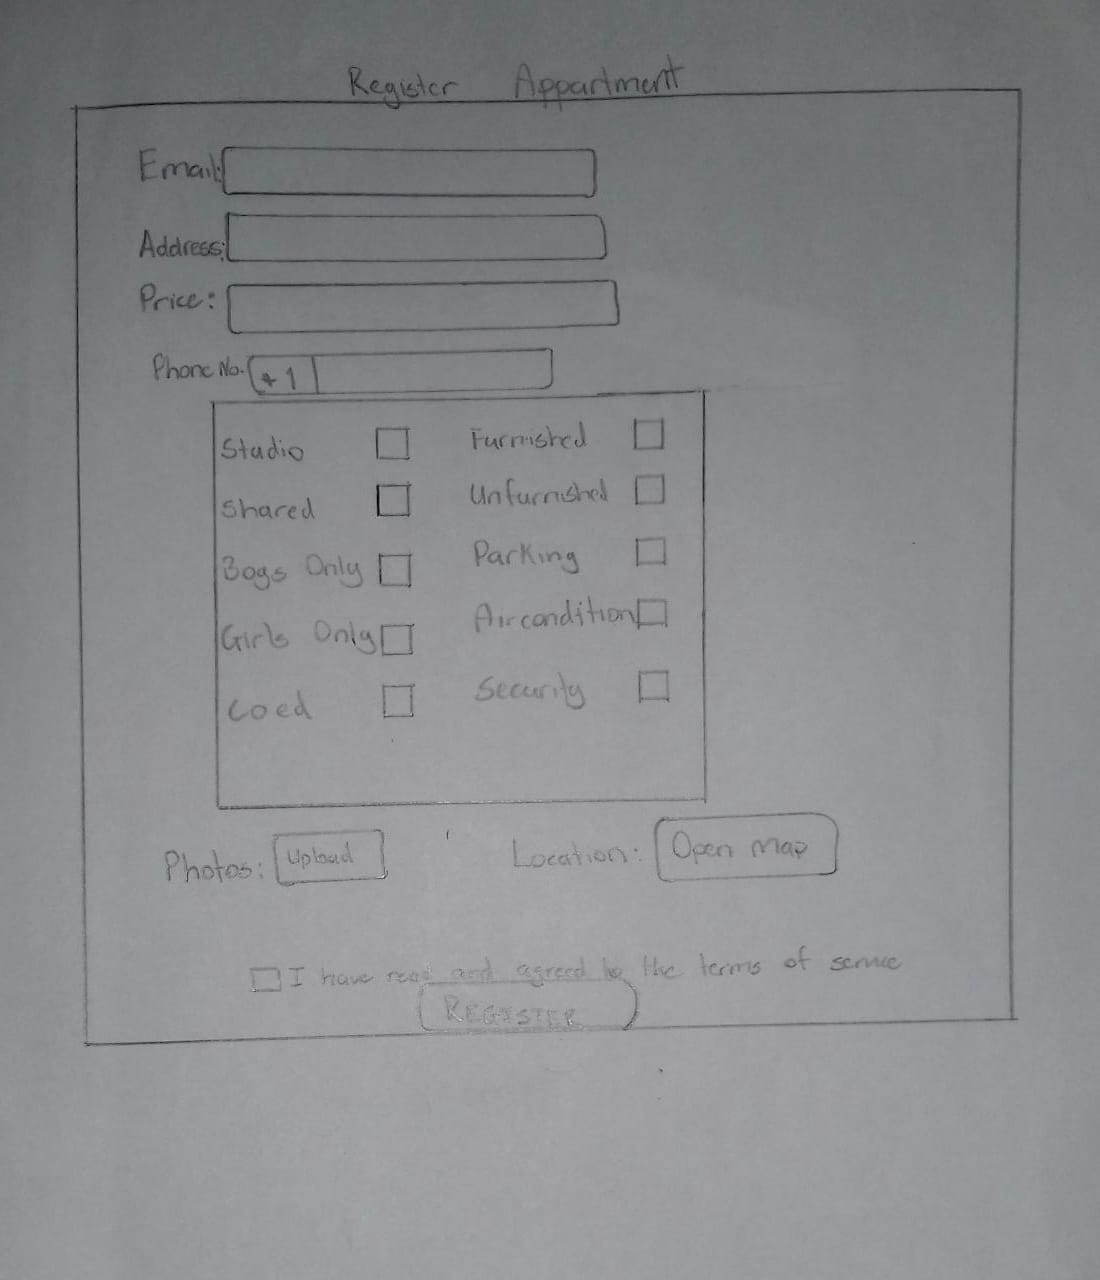 Register Appartment
Email:
Address:
Price:
Phone No. +1
Studio Furnished
Shared Unfurnished
Boys Only Parking
Girls Only Aircondition
Coed Security
Photos: Upload Location: Open Map
I have read and agreed to the terms of service
REGISTER